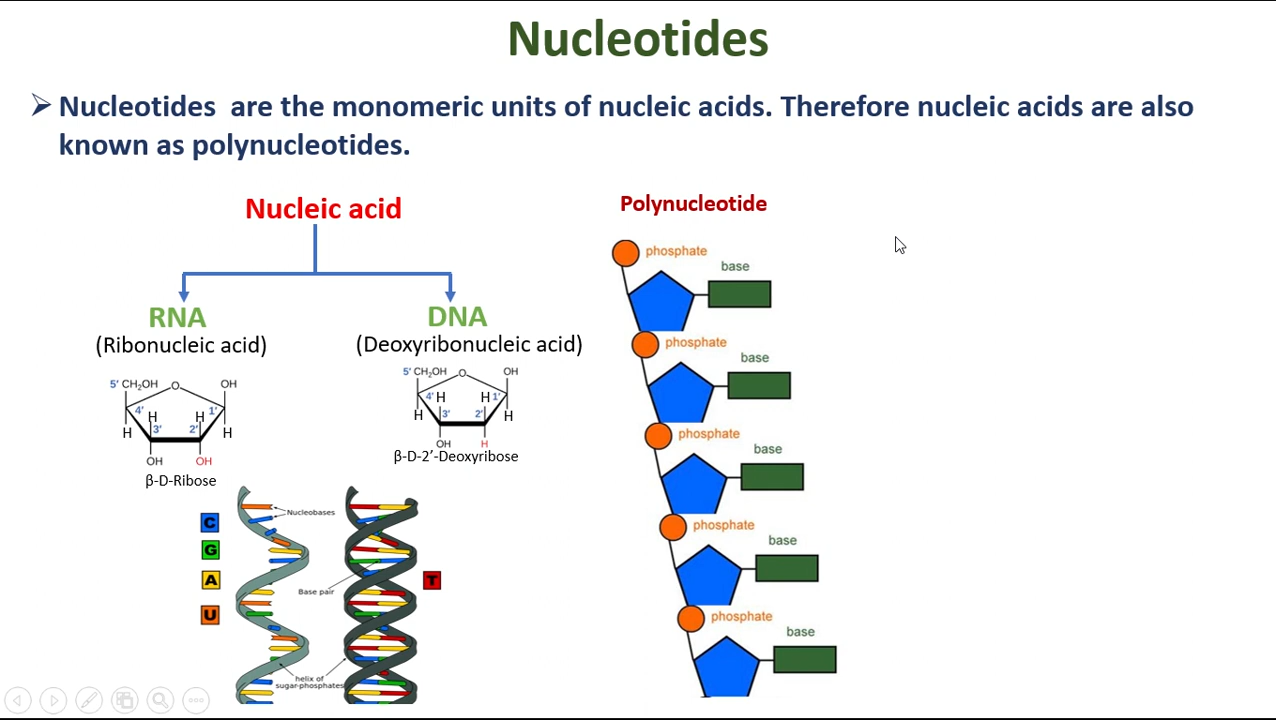 Nucleotides
Nucleotides are the monomeric units of nucleic acids. Therefore nucleic acids are also
known as polynucleotides.
Nucleic acid
RNA
(Ribonucleic acid)
5' CH₂OH
O
OH
4'
H
H
1'
H
3'
2'
H
OH
OH
β-D-Ribose
DNA
(Deoxyribonucleic acid)
5' CH₂OH
O
OH
4'
H
H
1'
H
3'
2'
H
OH
H
β-D-2′-Deoxyribose
C
G
A
U
Nucleobases
Base pair
helix of
sugar-phosphates
T
Polynucleotide
phosphate
base
phosphate
base
phosphate
base
phosphate
base
phosphate
base